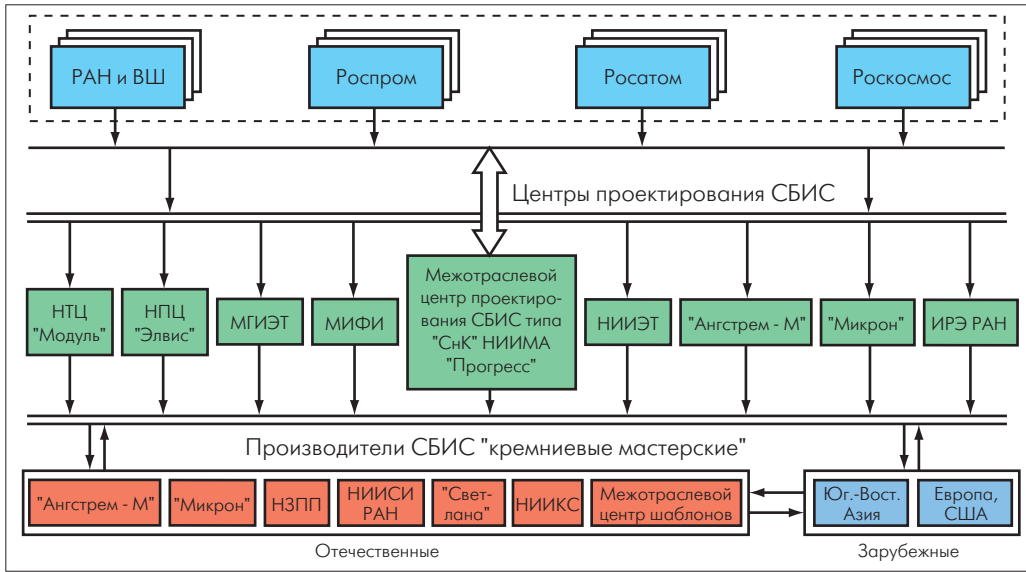 РАН и ВШ
Роспром
Росатом
Роскосмос
Центры проектирования СБИС
НТЦ
"Модуль"
НПЦ
"Элвис"
МГИЭТ
МИФИ
Межотраслевой
центр проектиро-
вания СБИС типа
"СнК" НИИМА
"Прогресс"
НИИЭТ
"Ангстрем - М"
"Микрон"
ИРЭ РАН
Производители СБИС "кремниевые мастерские"
"Ангстрем - М"
"Микрон"
НЗПП
НИИСИ
РАН
"Свет-
лана"
НИИКС
Межотраслевой
центр шаблонов
Юг.-Вост.
Азия
Европа,
США
Отечественные
Зарубежные